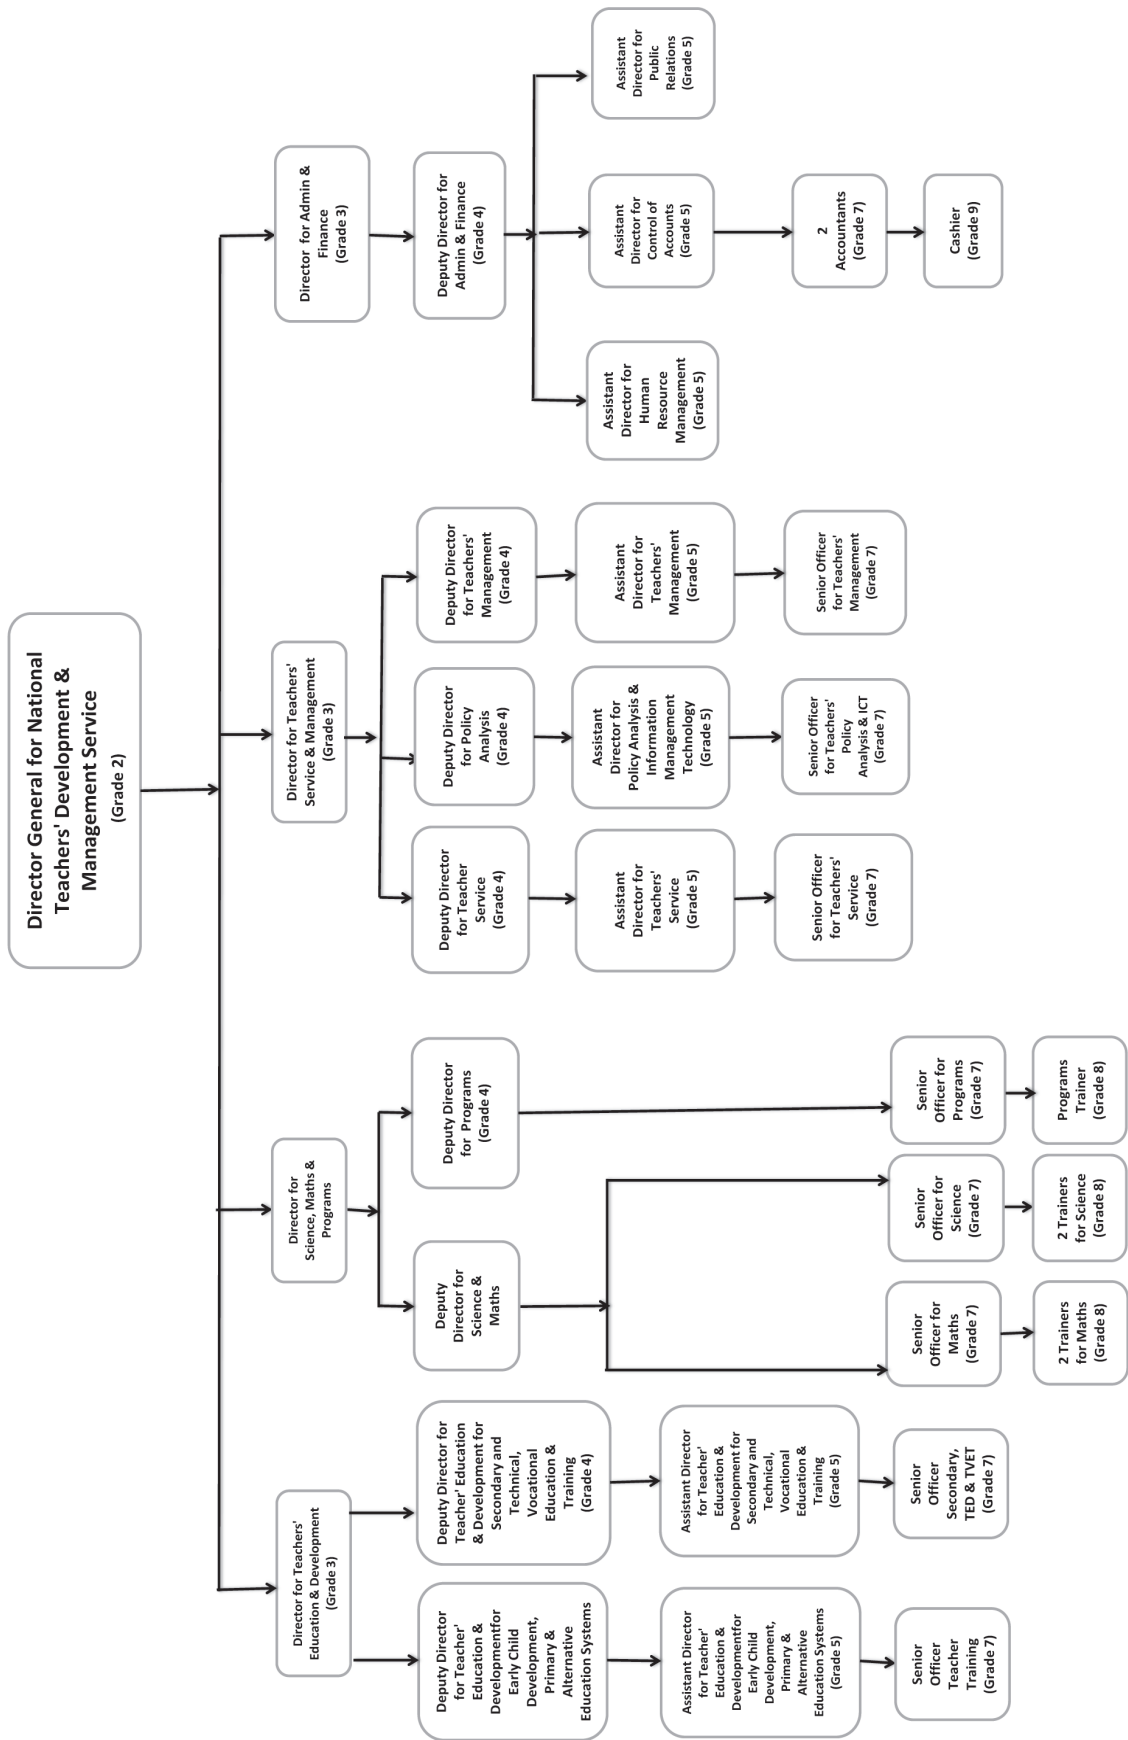 Director General for National
Teachers' Development &
Management Service
(Grade 2)
Director for Teachers'
Education & Development
(Grade 3)
Director for
Science, Maths &
Programs
Director for Teachers'
Service & Management
(Grade 3)
Director for Admin &
Finance
(Grade 3)
Deputy Director
for Teacher'
Education &
Developmentfor
Early Child
Development,
Primary &
Alternative
Education Systems
Deputy Director for
Teacher' Education
& Development for
Secondary and
Technical,
Vocational
Education &
Training
(Grade 4)
Deputy
Director for
Science &
Maths
Deputy Director
for Programs
(Grade 4)
Deputy Director
for Teacher
Service
(Grade 4)
Deputy Director
for Policy
Analysis
(Grade 4)
Deputy Director
for Teachers'
Management
(Grade 4)
Deputy Director for
Admin & Finance
(Grade 4)
Assistant Director
for Teacher'
Education &
Developmentfor
Early Child
Development,
Primary &
Alternative
Education Systems
(Grade 5)
Assistant Director
for Teacher'
Education &
Development for
Secondary and
Technical,
Vocational
Education &
Training
(Grade 5)
Assistant
Director for
Teachers'
Service
(Grade 5)
Assistant
Director for
Policy Analysis &
Information
Management
Technology
(Grade 5)
Assistant
Director for
Teachers'
Management
(Grade 5)
Assistant
Director for
Human
Resource
Management
(Grade 5)
Assistant
Director for
Control of
Accounts
(Grade 5)
Assistant
Director for
Public
Relations
(Grade 5)
Senior
Officer
Teacher
Training
(Grade 7)
Senior
Officer
Secondary,
TED & TVET
(Grade 7)
Senior
Officer for
Maths
(Grade 7)
Senior
Officer for
Science
(Grade 7)
Senior
Officer for
Programs
(Grade 7)
Senior Officer
for Teachers'
Service
(Grade 7)
Senior Officer
for Teachers'
Policy
Analysis & ICT
(Grade 7)
Senior Officer
for Teachers'
Management
(Grade 7)
2
Accountants
(Grade 7)
2 Trainers
for Maths
(Grade 8)
2 Trainers
for Science
(Grade 8)
Programs
Trainer
(Grade 8)
Cashier
(Grade 9)